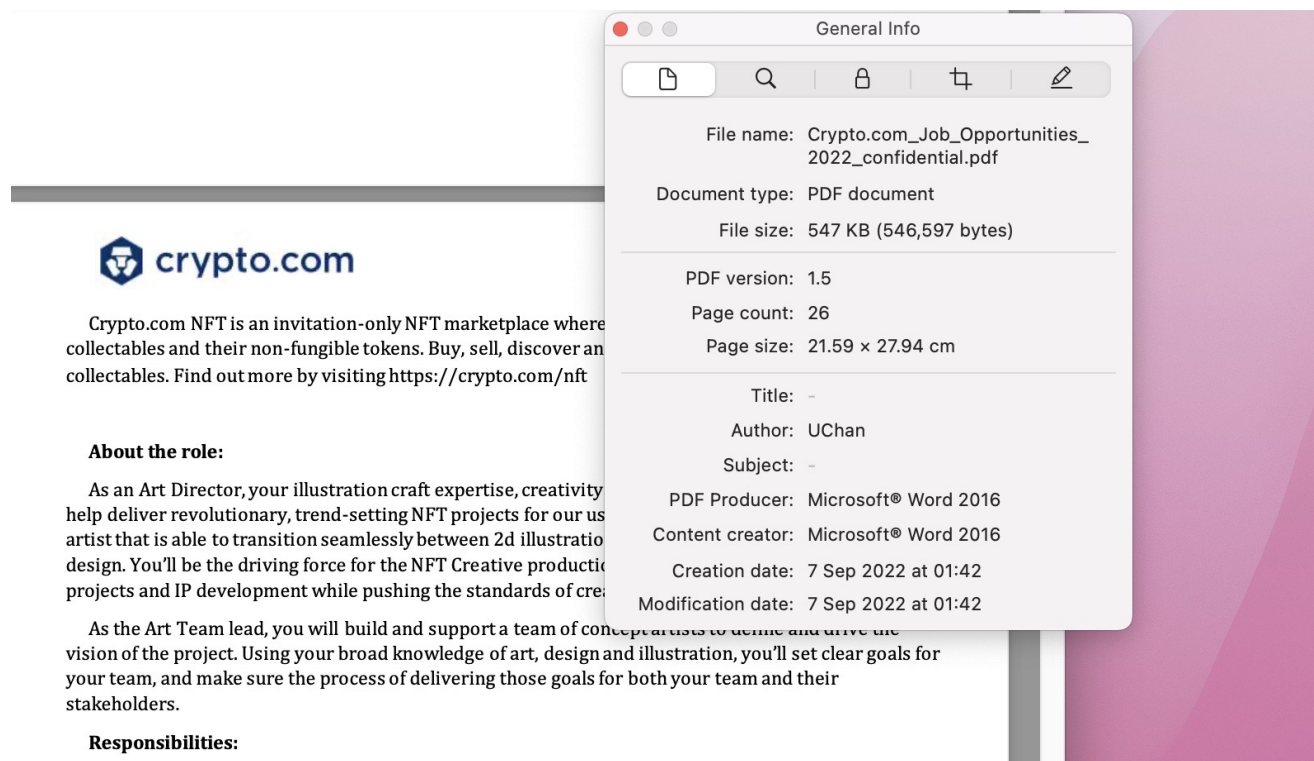 General Info
File name: Crypto.com_Job_Opportunities_
2022_confidential.pdf
Document type: PDF document
File size: 547 KB (546,597 bytes)
PDF version: 1.5
Page count: 26
Page size: 21.59 × 27.94 cm
Title: -
Author: UChan
Subject: -
PDF Producer: Microsoft® Word 2016
Content creator: Microsoft® Word 2016
Creation date: 7 Sep 2022 at 01:42
Modification date: 7 Sep 2022 at 01:42
crypto.com
Crypto.com NFT is an invitation-only NFT marketplace where
collectables and their non-fungible tokens. Buy, sell, discover an
collectables. Find out more by visiting https://crypto.com/nft
About the role:
As an Art Director, your illustration craft expertise, creativity
help deliver revolutionary, trend-setting NFT projects for our us
artist that is able to transition seamlessly between 2d illustratio
design. You'll be the driving force for the NFT Creative productio
projects and IP development while pushing the standards of crea
As the Art Team lead, you will build and support a team of concept artists to define and drive the
vision of the project. Using your broad knowledge of art, design and illustration, you'll set clear goals for
your team, and make sure the process of delivering those goals for both your team and their
stakeholders.
Responsibilities: